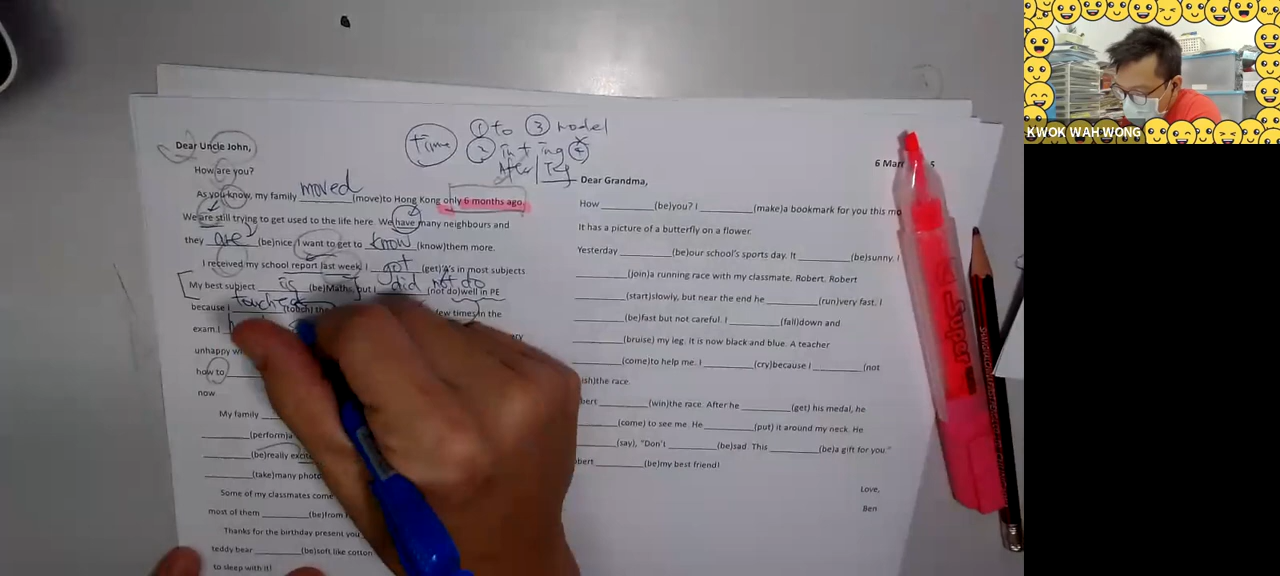 KWOK WAH WONG
Time
① to ③ model
② in + ing ④
After
Dear Uncle John,
How are you?
As you know, my family moved (move)to Hong Kong only 6 months ago.
We are still trying to get used to the life here. We have many neighbours and
they are (be)nice. I want to get to know (know)them more.
I received my school report last week. I got (get)'A's in most subjects
My best subject is (be)Maths, but I did not do (not do)well in PE
because I touches (touch) the few times in the
exam.I
unhappy
how to
now
My family
(perform)a
(be)really
(take)many
Some of my classmates come
most of them (be)from
Thanks for the birthday present you
teddy bear (be)soft like cotton
to sleep with it!
6
Dear Grandma,
How (be)you? I (make)a bookmark for you this
It has a picture of a butterfly on a flower.
Yesterday (be)our school's sports day. It (be)sunny. I
(join)a running race with my classmate, Robert. Robert
(start)slowly, but near the end he (run)very fast. I
(be)fast but not careful. I (fall)down and
(bruise) my leg. It is now black and blue. A teacher
(come)to help me. I (cry)because I (not
ish)the race.
bert (win)the race. After he (get) his medal, he
(come) to see me. He (put) it around my neck. He
(say), "Don't (be)sad. This (be)a gift for you."
obert (be)my best friend!
Love,
Ben
Super